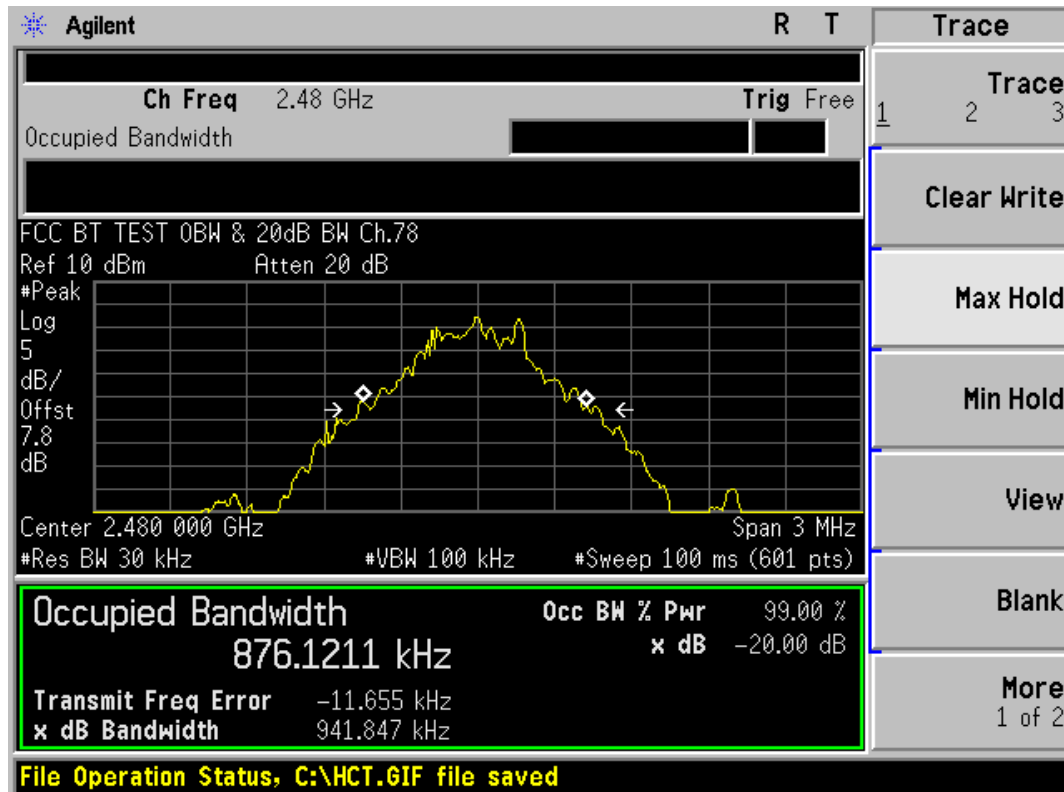 Agilent R T Trace
Ch Freq 2.48 GHz Trig Free
Occupied Bandwidth
Trace
1 2 3
Clear Write
Max Hold
Min Hold
View
Blank
More
1 of 2
FCC BT TEST OBW & 20dB BW Ch.78
Ref 10 dBm Atten 20 dB
#Peak
Log
5
dB/
Offst
7.8
dB
Center 2.480 000 GHz Span 3 MHz
#Res BW 30 kHz #VBW 100 kHz #Sweep 100 ms (601 pts)
Occupied Bandwidth Occ BW % Pwr 99.00 %
876.1211 kHz x dB -20.00 dB
Transmit Freq Error -11.655 kHz
x dB Bandwidth 941.847 kHz
File Operation Status, C:\HCT.GIF file saved